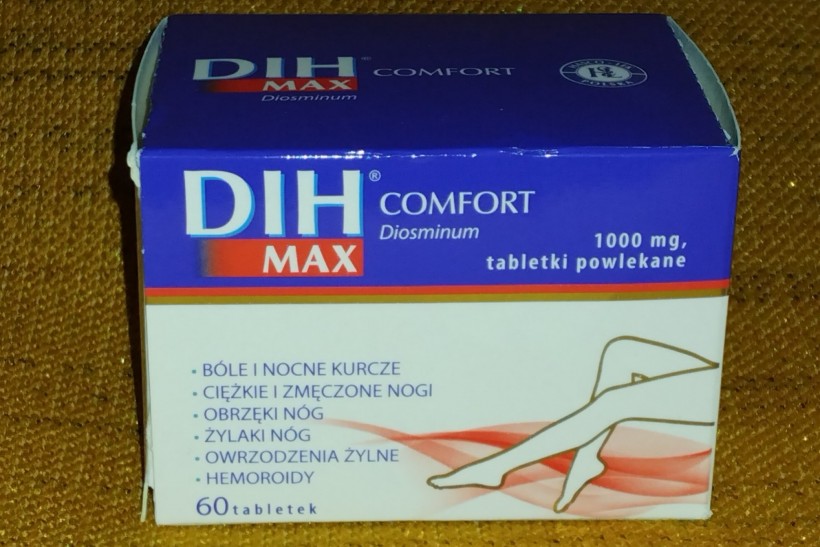 DIH® COMFORT
MAX
Diosminum
POLSKA
DIH® COMFORT
Diosminum
MAX
1000 mg,
tabletki powlekane
• BÓLE I NOCNE KURCZE
• CIĘŻKIE I ZMĘCZONE NOGI
• OBRZĘKI NÓG
• ŻYLAKI NÓG
• OWRZODZENIA ŻYLNE
• HEMOROIDY
60 tabletek